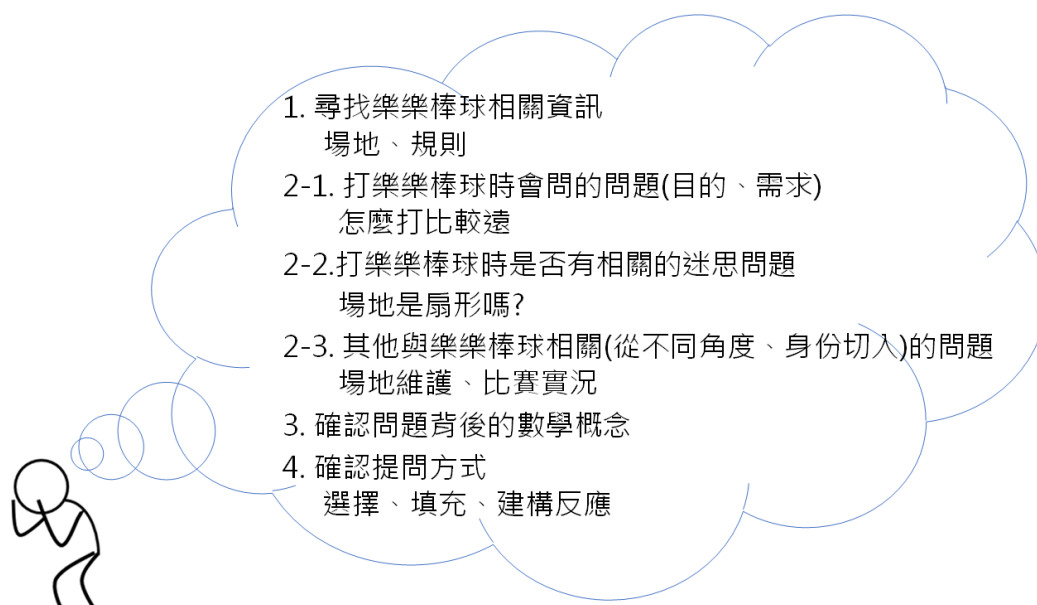 1. 尋找樂樂棒球相關資訊
場地、規則
2-1. 打樂樂棒球時會問的問題(目的、需求)
怎麼打比較遠
2-2.打樂樂棒球時是否有相關的迷思問題
場地是扇形嗎?
2-3. 其他與樂樂棒球相關(從不同角度、身份切入)的問題
場地維護、比賽實況
3. 確認問題背後的數學概念
4. 確認提問方式
選擇、填充、建構反應